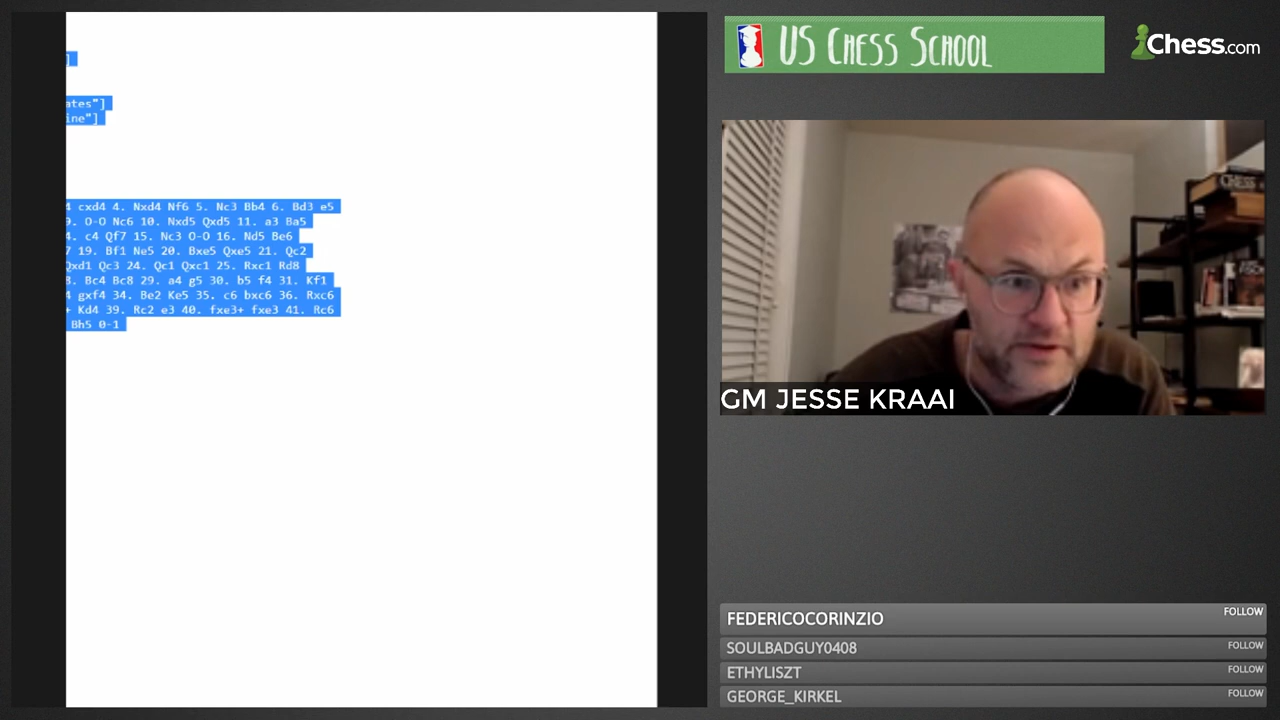 ]
ates"]
ine"]
4 cxd4 4. Nxd4 Nf6 5. Nc3 Bb4 6. Bd3 e5
9. O-O Nc6 10. Nxd5 Qxd5 11. a3 Ba5
4. c4 Qf7 15. Nc3 O-O 16. Nd5 Be6
7 19. Bf1 Ne5 20. Bxe5 Qxe5 21. Qc2
Qxd1 Qc3 24. Qc1 Qxc1 25. Rxc1 Rd8
8. Bc4 Bc8 29. a4 g5 30. b5 f4 31. Kf1
4 gxf4 34. Be2 Ke5 35. c6 bxc6 36. Rxc6
+ Kd4 39. Rc2 e3 40. fxe3+ fxe3 41. Rc6
Bh5 0-1
US CHESS SCHOOL
Chess.com
CHESS
GM JESSE KRAAI
FEDERICOCORINZIO FOLLOW
SOULBADGUY0408 FOLLOW
ETHYLISZT FOLLOW
GEORGE_KIRKEL FOLLOW